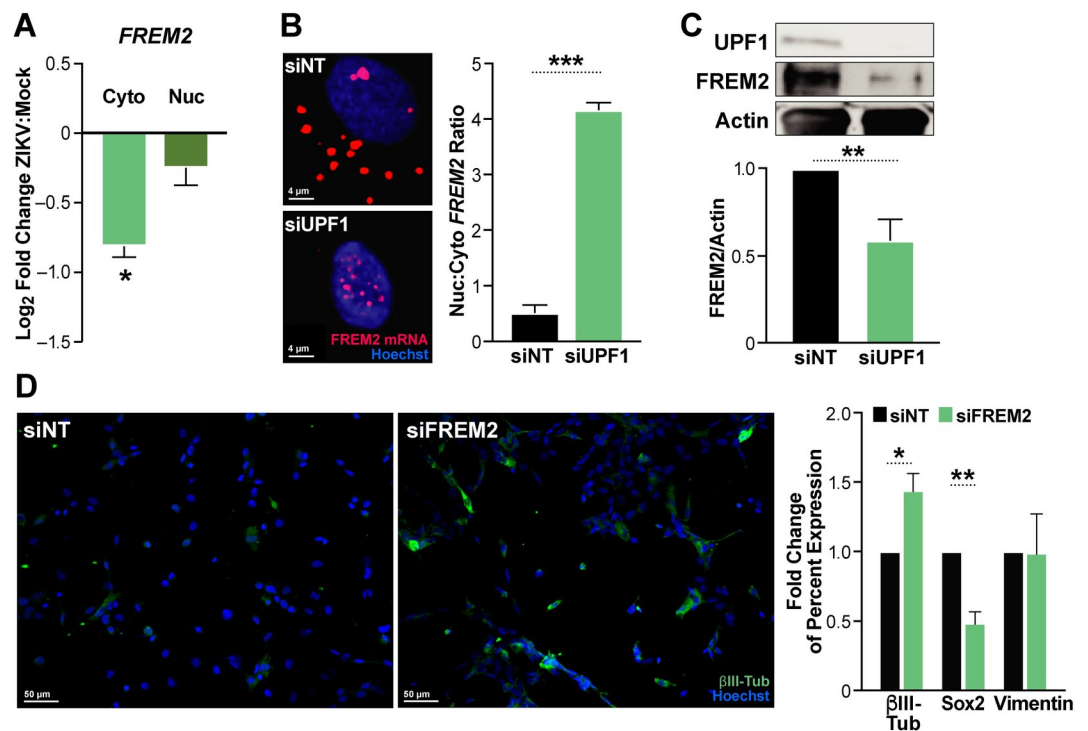 A
FREM2
Log2 Fold Change ZIKV:Mock
1.5
1.0
0.5
0
–0.5
–1.0
–1.5
Cyto
Nuc
*
B
siNT
4 µm
siUPF1
FREM2 mRNA
Hoechst
4 µm
Nuc:Cyto FREM2 Ratio
5
4
3
2
1
0
***
siNT
siUPF1
C
UPF1
FREM2
Actin
FREM2/Actin
1.0
0.5
0
**
siNT
siUPF1
D
siNT
50 µm
siFREM2
50 µm
βIII-Tub
Hoechst
siNT
siFREM2
Fold Change
of Percent Expression
2.0
1.5
1.0
0.5
0
*
**
βIII-
Tub
Sox2
Vimentin